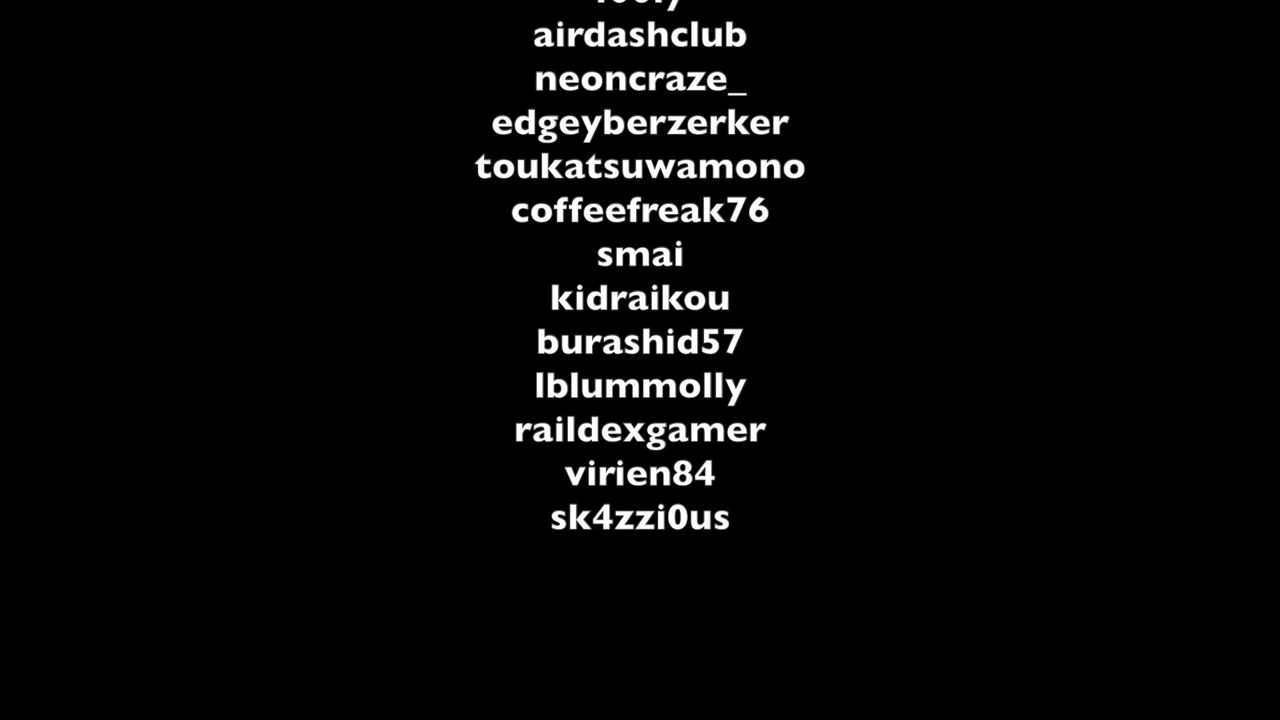 airdashclub
neoncraze_
edgeyberzerker
toukatsuwamono
coffeefreak76
smai
kidraikou
burashid57
lblummolly
raildexgamer
virien84
sk4zzi0us